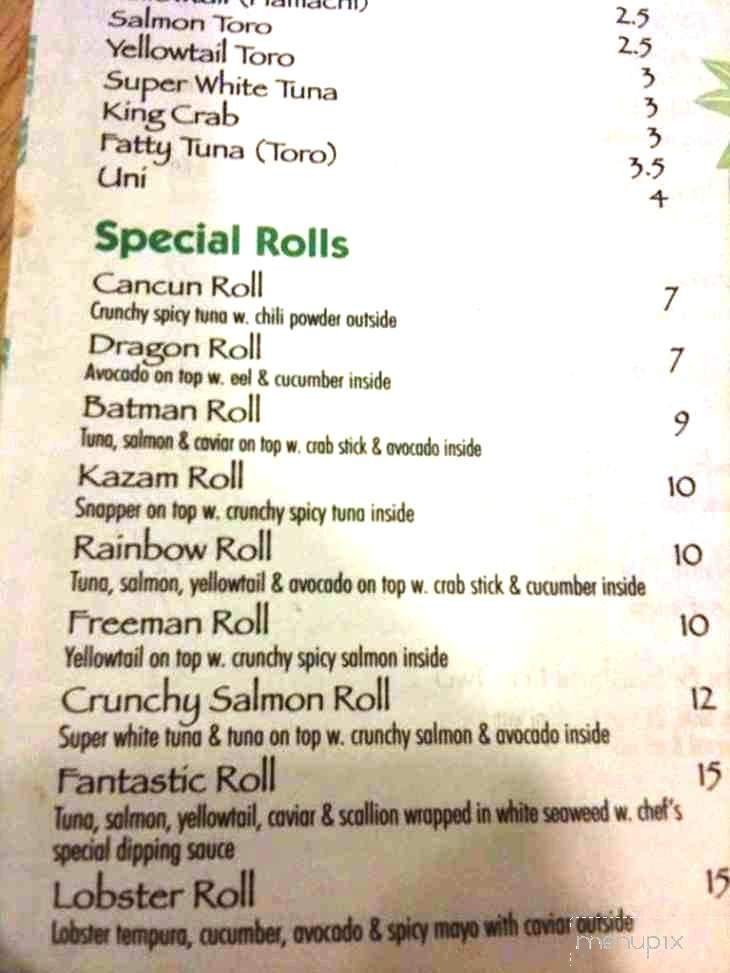 (Hamachi) 2.5
Salmon Toro 2.5
Yellowtail Toro 3
Super White Tuna 3
King Crab 3
Fatty Tuna (Toro) 3.5
Uni 4
Special Rolls
Cancun Roll 7
Crunchy spicy tuna w. chili powder outside
Dragon Roll 7
Avocado on top w. eel & cucumber inside
Batman Roll 9
Tuna, salmon & caviar on top w. crab stick & avocado inside
Kazam Roll 10
Snapper on top w. crunchy spicy tuna inside
Rainbow Roll 10
Tuna, salmon, yellowtail & avocado on top w. crab stick & cucumber inside
Freeman Roll 10
Yellowtail on top w. crunchy spicy salmon inside
Crunchy Salmon Roll 12
Super white tuna & tuna on top w. crunchy salmon & avocado inside
Fantastic Roll 15
Tuna, salmon, yellowtail, caviar & scallion wrapped in white seaweed w. chef's
special dipping sauce
Lobster Roll 15
Lobster tempura, cucumber, avocado & spicy mayo with caviar outside
menupix